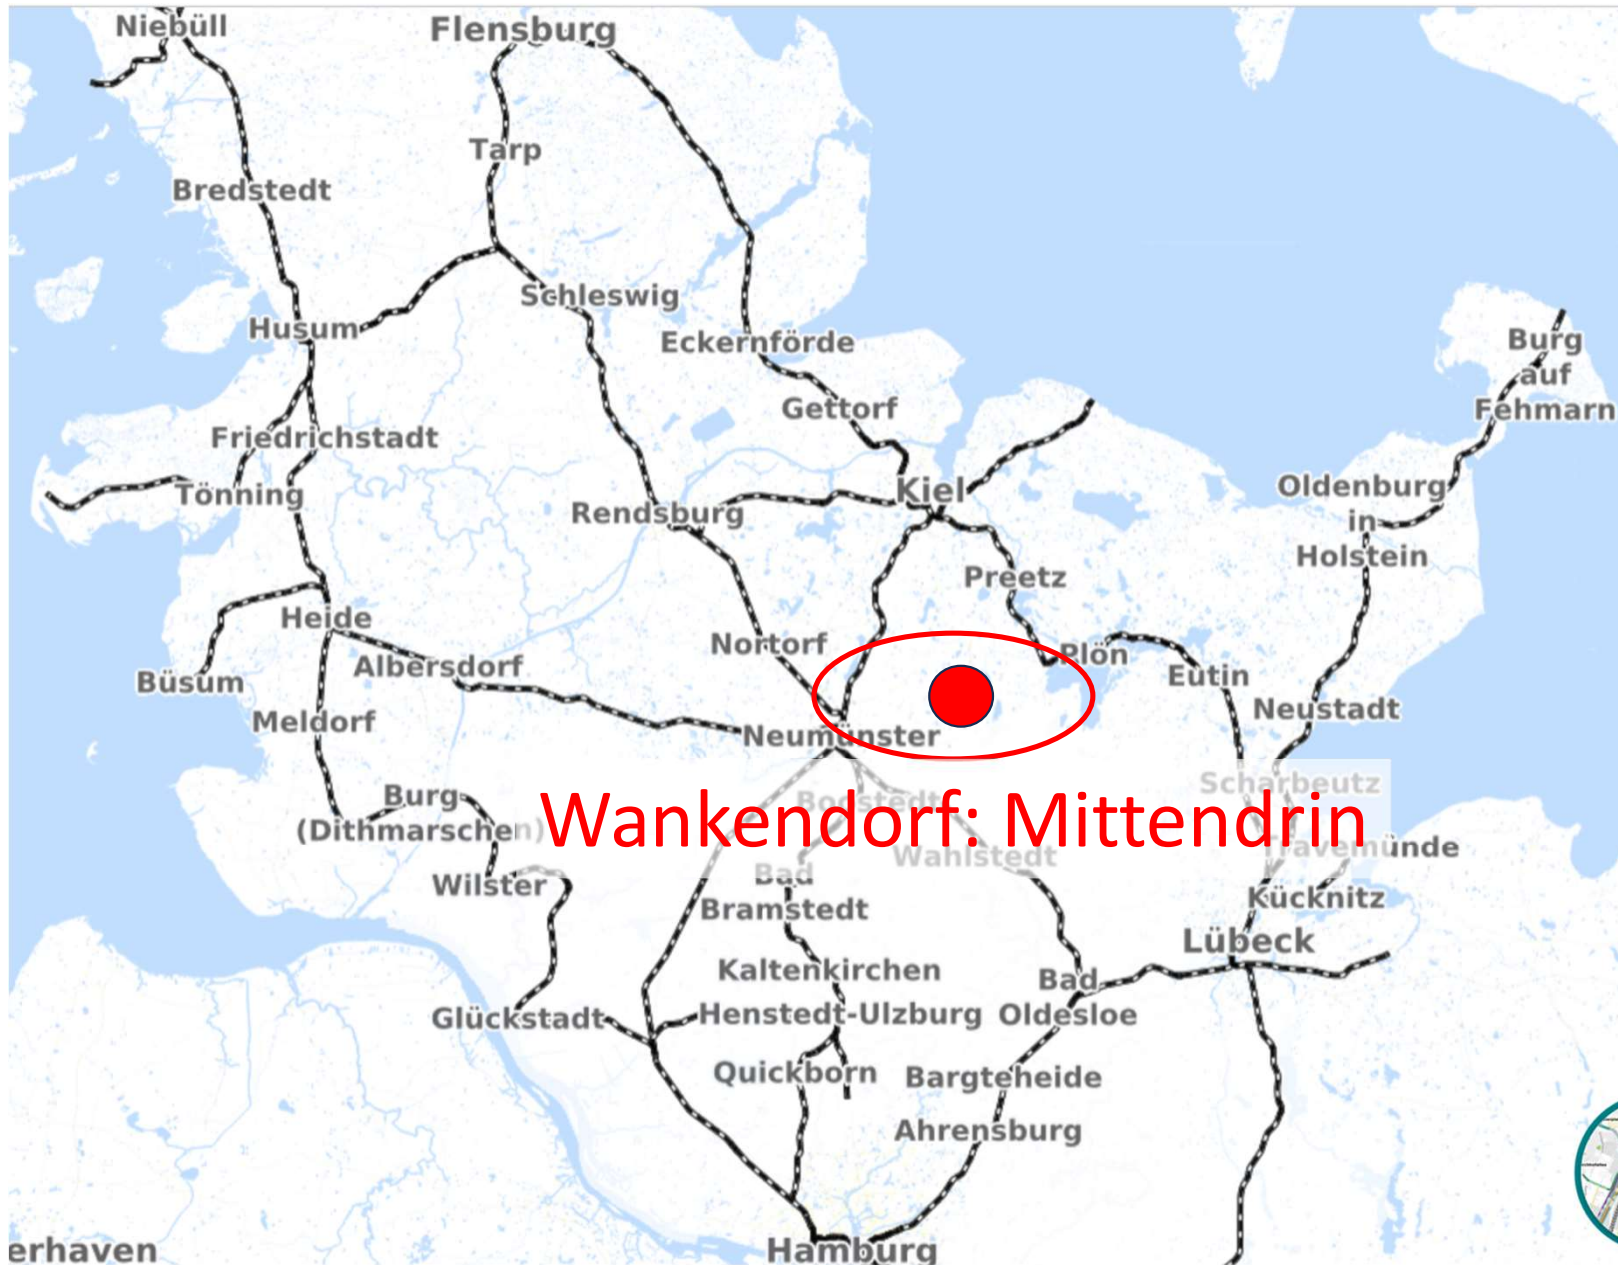 Niebüll
Flensburg
Tarp
Bredstedt
Schleswig
Husum
Eckernförde
Burg
auf
Fehmarn
Gettorf
Friedrichstadt
Tönning
Kiel
Oldenburg
in
Holstein
Rendsburg
Preetz
Heide
Nortorf
Plön
Albersdorf
Eutin
Büsum
Neustadt
Meldorf
Neumünster
Scharbeutz
Burg
(Dithmarschen)
Boostedt
Wankendorf: Mittendrin
Travemünde
Wahlstedt
Bad
Bramstedt
Wilster
Kücknitz
Lübeck
Kaltenkirchen
Bad
Oldesloe
Glückstadt
Henstedt-Ulzburg
Quickborn
Bargteheide
Ahrensburg
erhaven
Hamburg